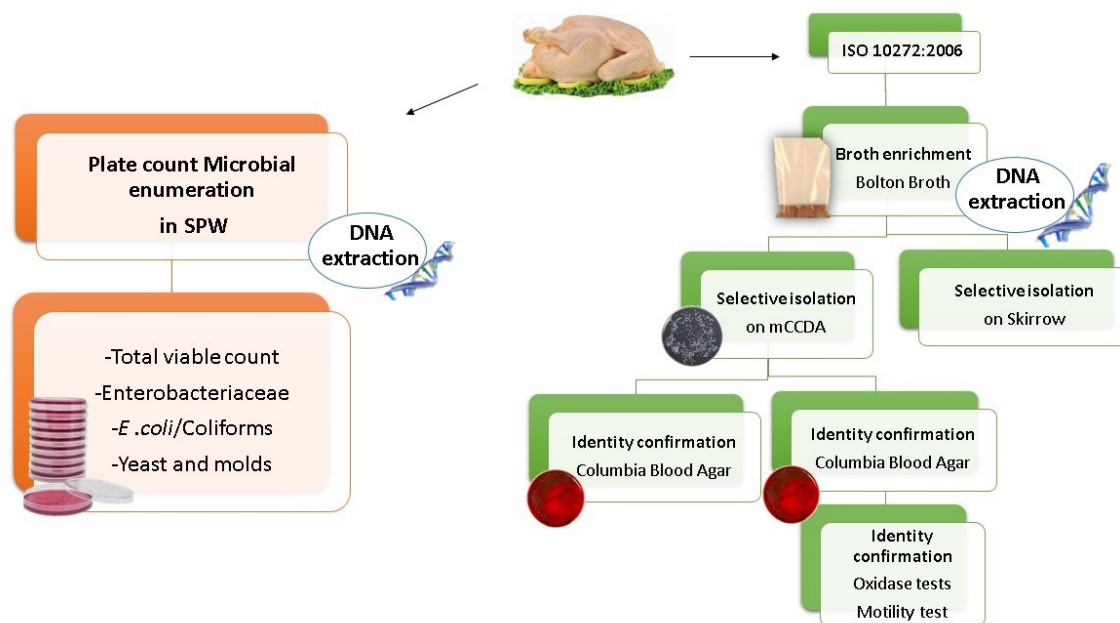 Plate count Microbial
enumeration
in SPW
DNA
extraction
-Total viable count
-Enterobacteriaceae
-E .coli/Coliforms
-Yeast and molds
ISO 10272:2006
Broth enrichment
Bolton Broth
DNA
extraction
Selective isolation
on mCCDA
Selective isolation
on Skirrow
Identity confirmation
Columbia Blood Agar
Identity confirmation
Columbia Blood Agar
Identity
confirmation
Oxidase tests
Motility test